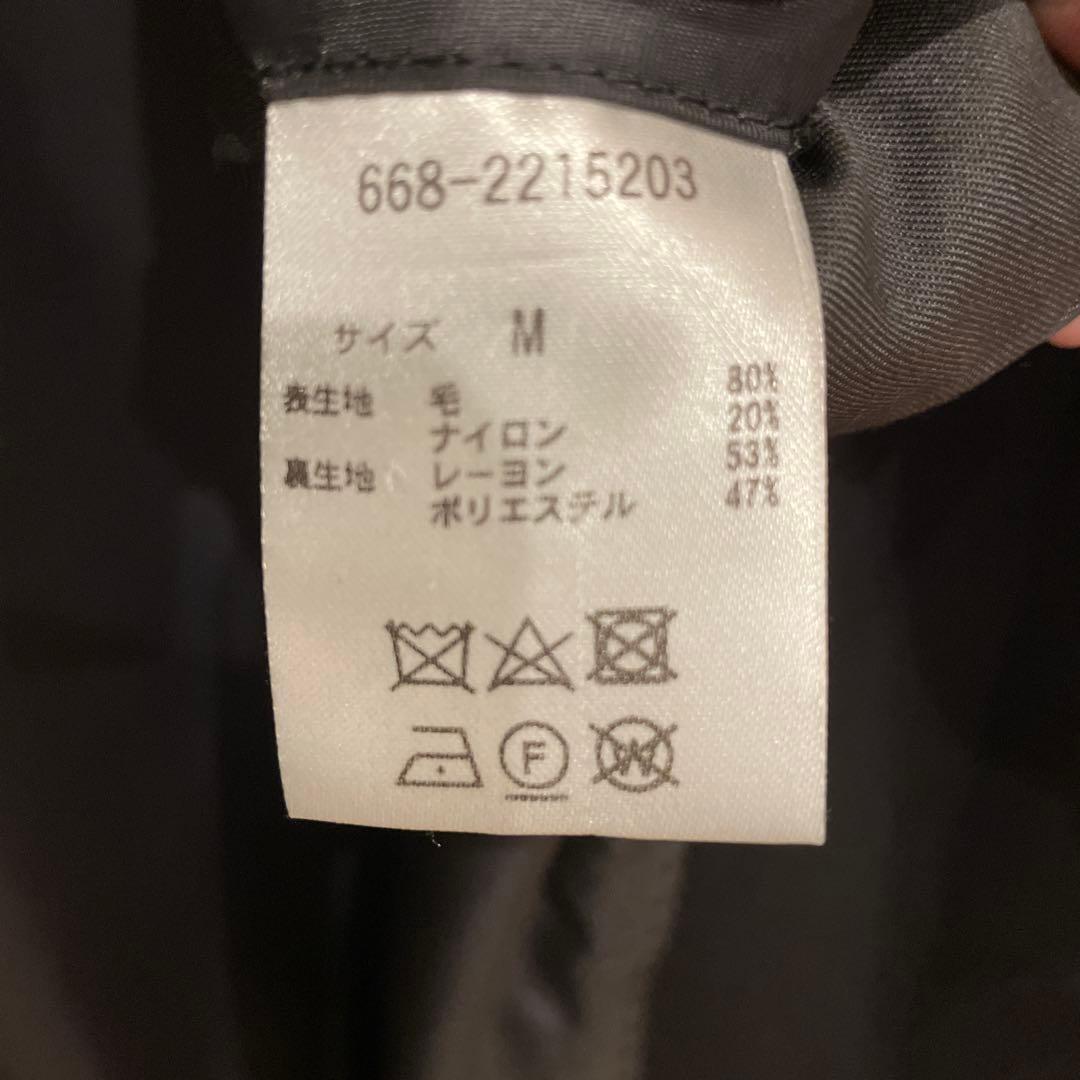 668-2215203
サイズ M
表生地 毛 80%
ナイロン 20%
裏生地 レーヨン 53%
ポリエステル 47%
F W